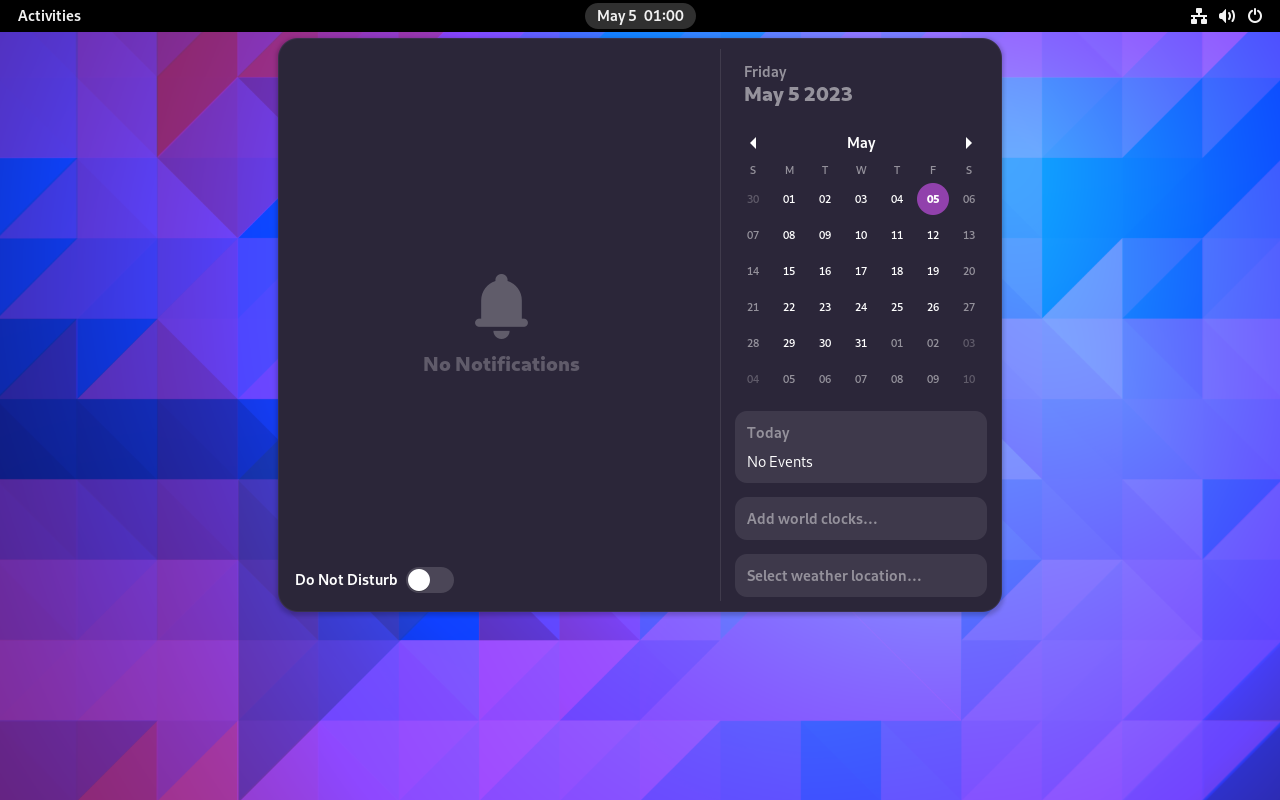 Activities
May 5 01:00
No Notifications
Do Not Disturb
Friday
May 5 2023
May
S M T W T F S
30 01 02 03 04 05 06
07 08 09 10 11 12 13
14 15 16 17 18 19 20
21 22 23 24 25 26 27
28 29 30 31 01 02 03
04 05 06 07 08 09 10
Today
No Events
Add world clocks…
Select weather location…